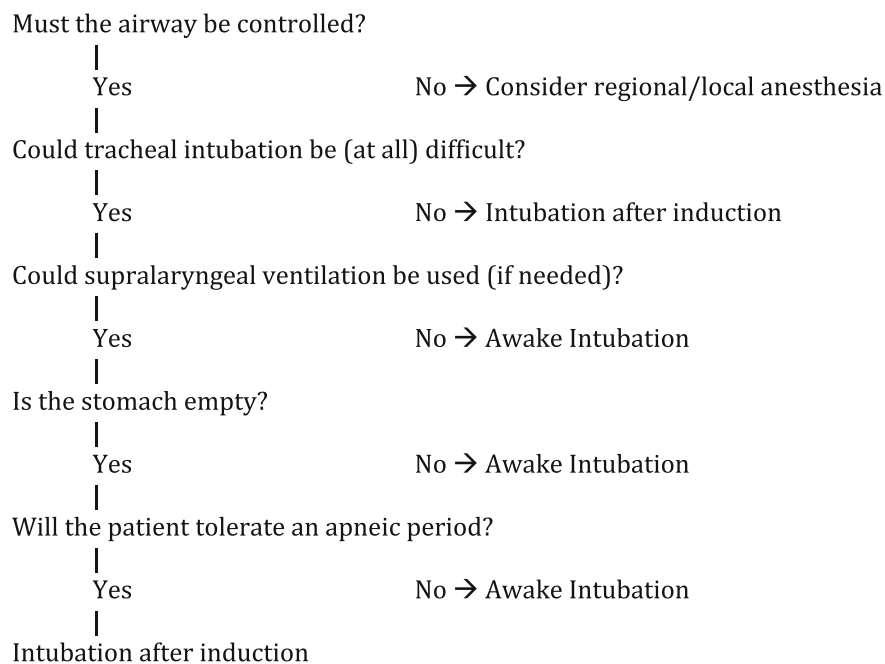 Must the airway be controlled?
Yes No → Consider regional/local anesthesia
Could tracheal intubation be (at all) difficult?
Yes No → Intubation after induction
Could supralaryngeal ventilation be used (if needed)?
Yes No → Awake Intubation
Is the stomach empty?
Yes No → Awake Intubation
Will the patient tolerate an apneic period?
Yes No → Awake Intubation
Intubation after induction